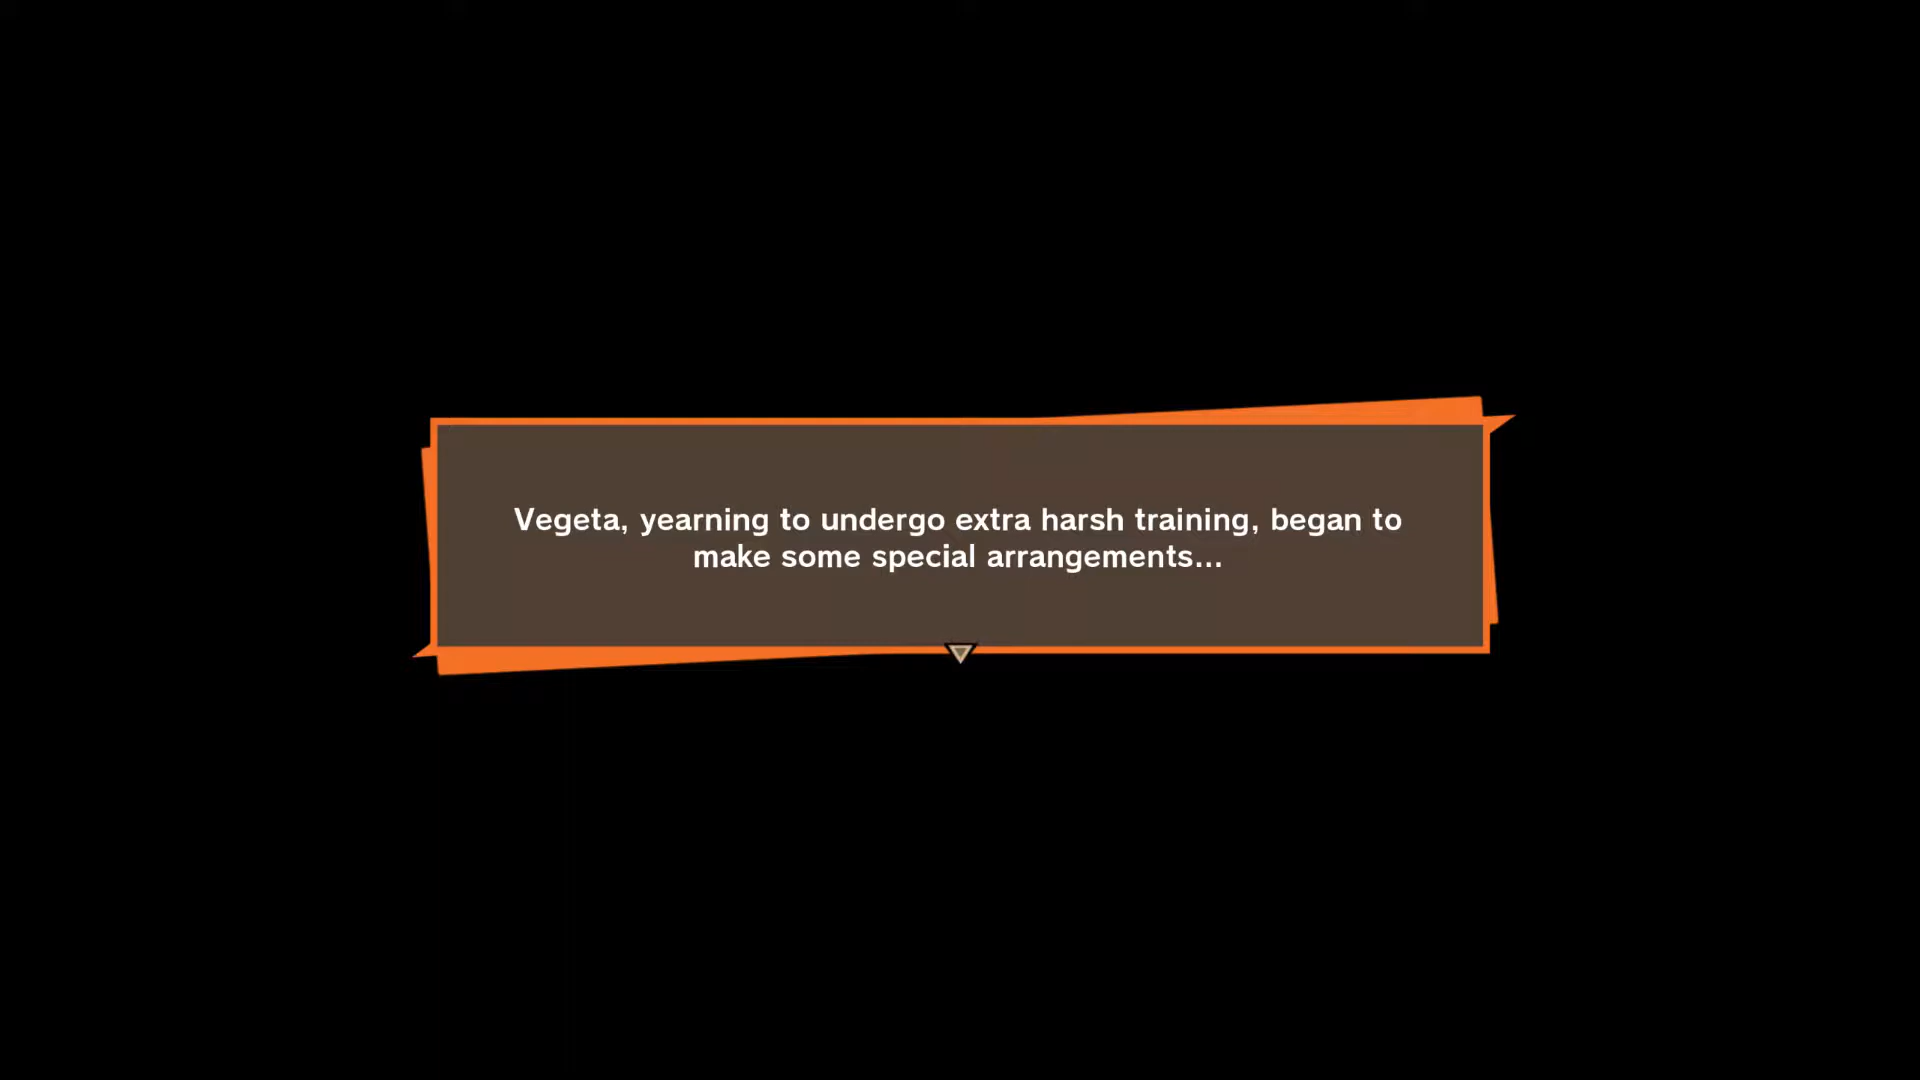 Vegeta, yearning to undergo extra harsh training, began to
make some special arrangements...